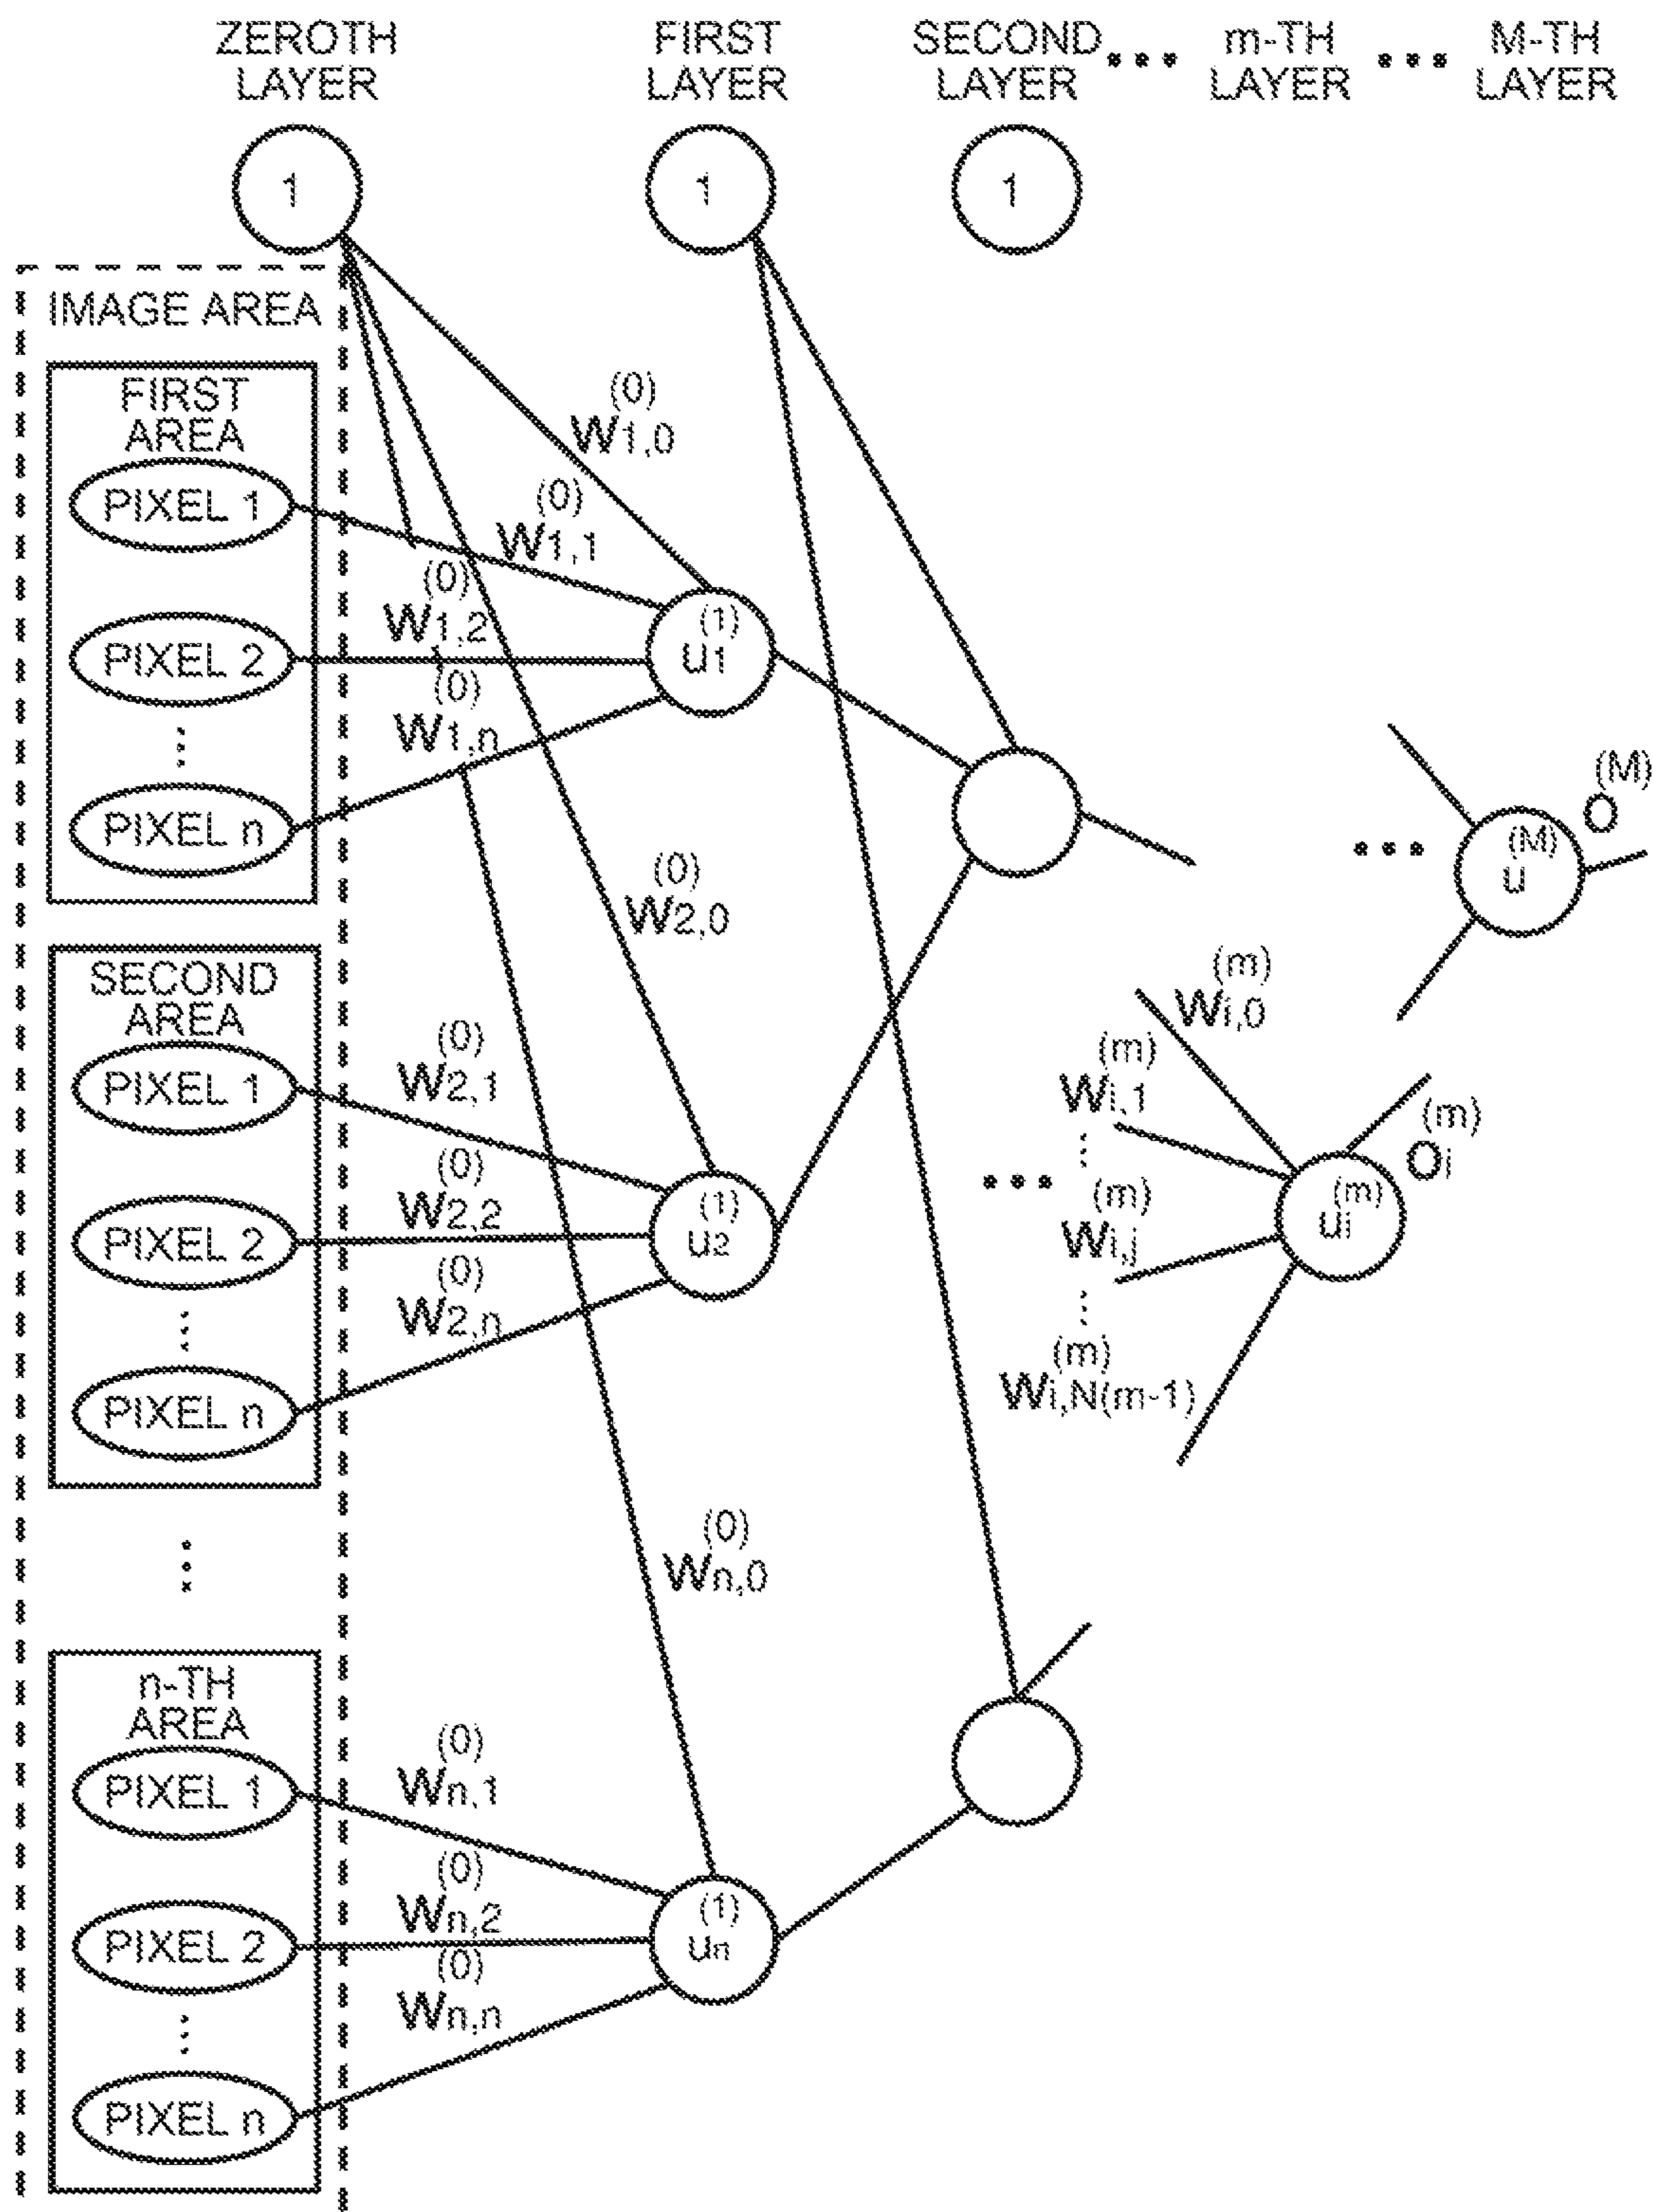 ZEROTH LAYER
FIRST LAYER
SECOND LAYER
...
m-TH LAYER
...
M-TH LAYER
1
1
1
IMAGE AREA
FIRST
AREA
PIXEL 1
PIXEL 2
⋮
PIXEL n
w1,0(0)
w1,1(0)
w1,2(0)
w1,n(0)
u1(1)
w2,0(0)
SECOND
AREA
PIXEL 1
PIXEL 2
⋮
PIXEL n
w2,1(0)
w2,2(0)
w2,n(0)
u2(1)
⋮
wn,0(0)
n-TH
AREA
PIXEL 1
PIXEL 2
⋮
PIXEL n
wn,1(0)
wn,2(0)
wn,n(0)
un(1)
...
u(M)
o(M)
...
wi,0(m)
wi,1(m)
⋮
wi,j(m)
⋮
wi,N(m-1)(m)
ui(m)
oi(m)